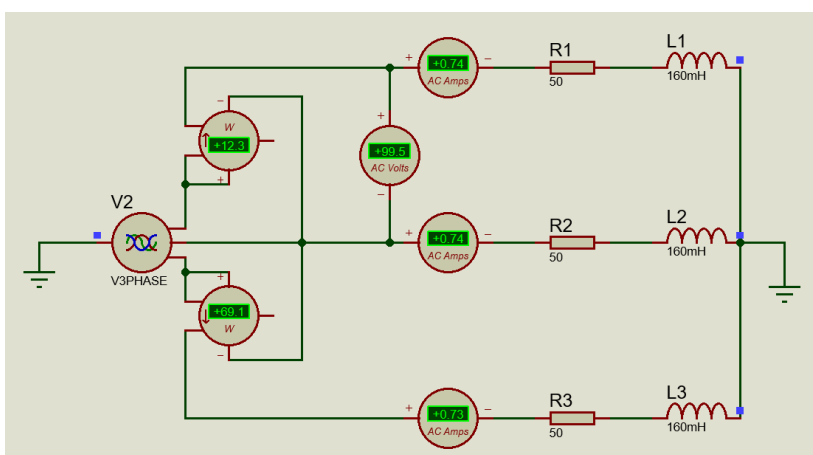 L1
R1
+
+0.74
−
AC Amps
50
160mH
−
W
+12.3
+
+
+99.5
AC Volts
−
V2
V3PHASE
L2
R2
+
+0.74
−
AC Amps
50
160mH
+
+69.1
W
−
L3
R3
+
+0.73
−
AC Amps
50
160mH